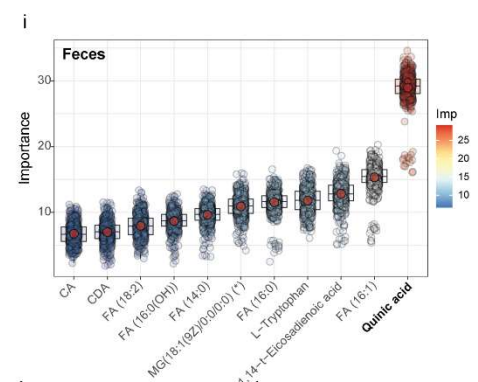 i
Feces
Importance
30
20
10
Imp
25
20
15
10
CA
CDA
FA (18:2)
FA (16:0(OH))
FA (14:0)
MG(18:1(9Z)/0:0/0:0) (*)
FA (16:0)
L-Tryptophan
1,14-t-Eicosadienoic acid
FA (16:1)
Quinic acid